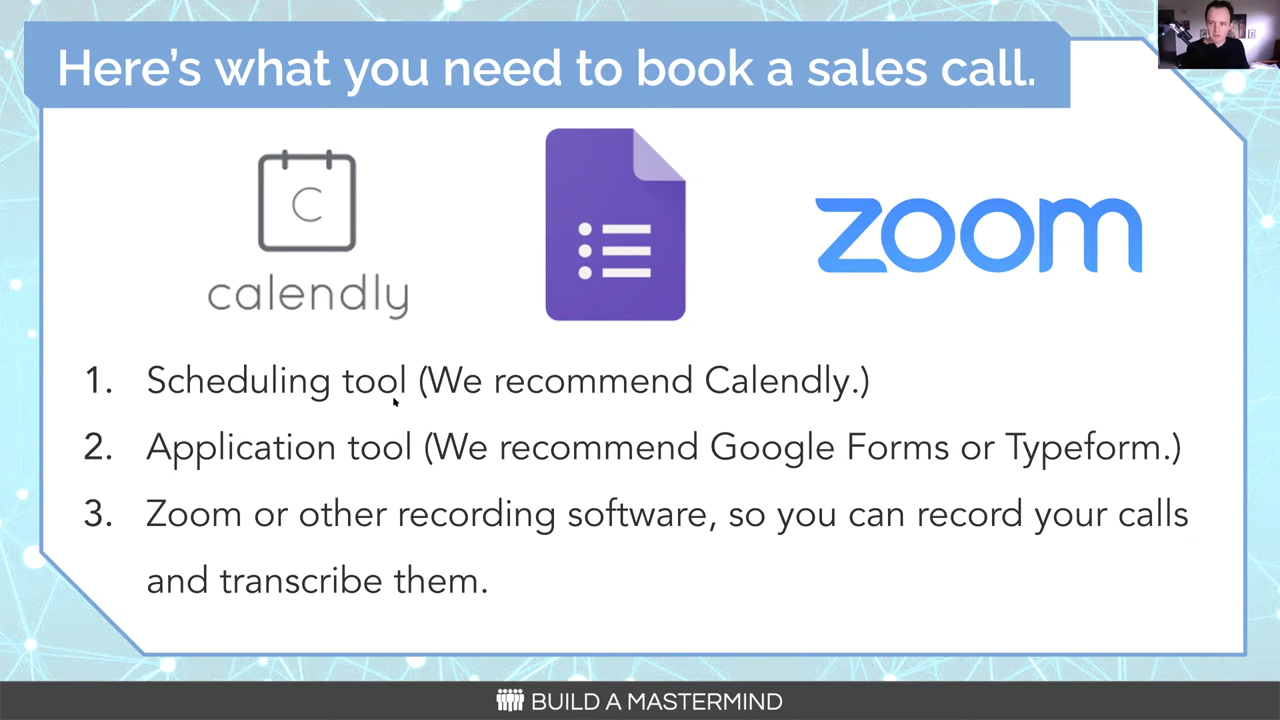 Here's what you need to book a sales call.
C
calendly
zoom
1. Scheduling tool (We recommend Calendly.)
2. Application tool (We recommend Google Forms or Typeform.)
3. Zoom or other recording software, so you can record your calls
and transcribe them.
BUILD A MASTERMIND